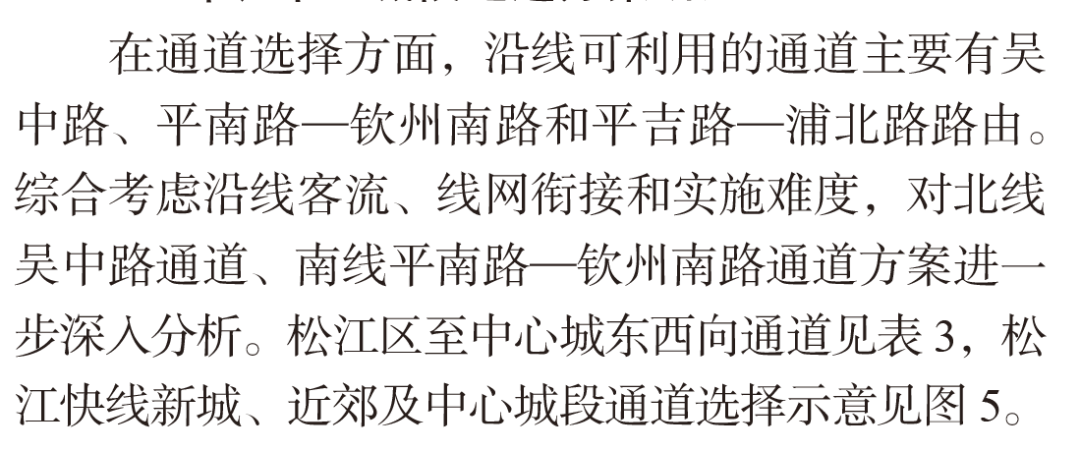 在通道选择方面，沿线可利用的通道主要有吴
中路、平南路—钦州南路和平吉路—浦北路路由。
综合考虑沿线客流、线网衔接和实施难度，对北线
吴中路通道、南线平南路—钦州南路通道方案进一
步深入分析。松江区至中心城东西向通道见表 3，松
江快线新城、近郊及中心城段通道选择示意见图 5。